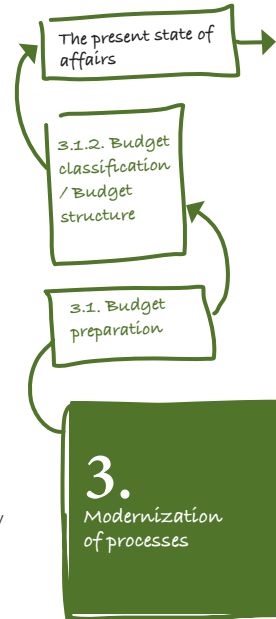 The present state of
affairs
3.1.2. Budget
classification
/ Budget
structure
3.1. Budget
preparation
3.
Modernization
of processes